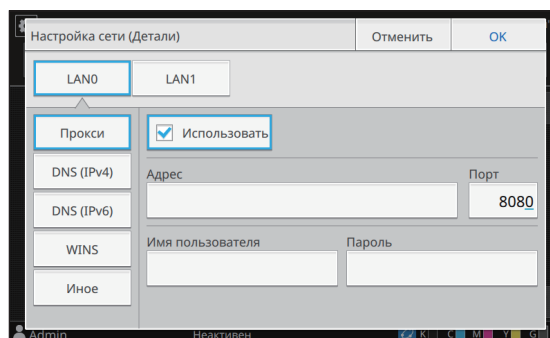 Настройка сети (Детали) Отменить OK
LAN0 LAN1
Прокси Использовать
DNS (IPv4) Адрес Порт
DNS (IPv6) 8080
WINS Имя пользователя Пароль
Иное
Admin Неактивен K C M Y G